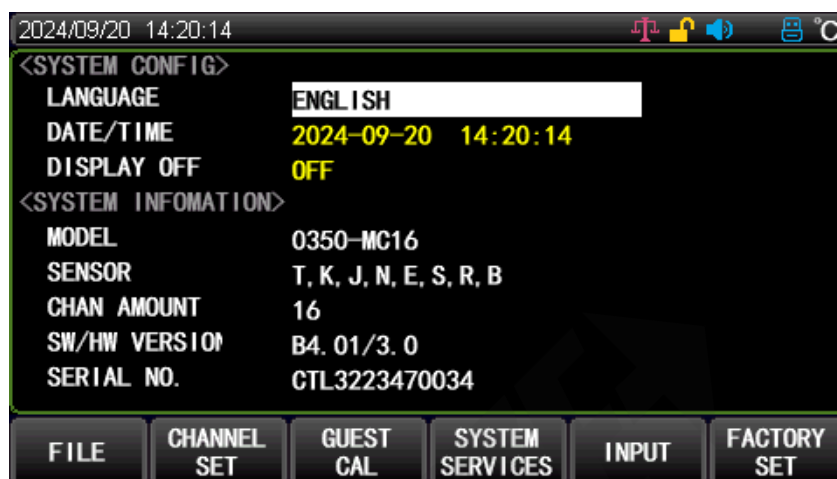 2024/09/20 14:20:14 °C
<SYSTEM CONFIG>
LANGUAGE ENGLISH
DATE/TIME 2024-09-20 14:20:14
DISPLAY OFF OFF
<SYSTEM INFOMATION>
MODEL 0350-MC16
SENSOR T, K, J, N, E, S, R, B
CHAN AMOUNT 16
SW/HW VERSION B4. 01/3. 0
SERIAL NO. CTL3223470034
FILE CHANNEL SET GUEST CAL SYSTEM SERVICES INPUT FACTORY SET